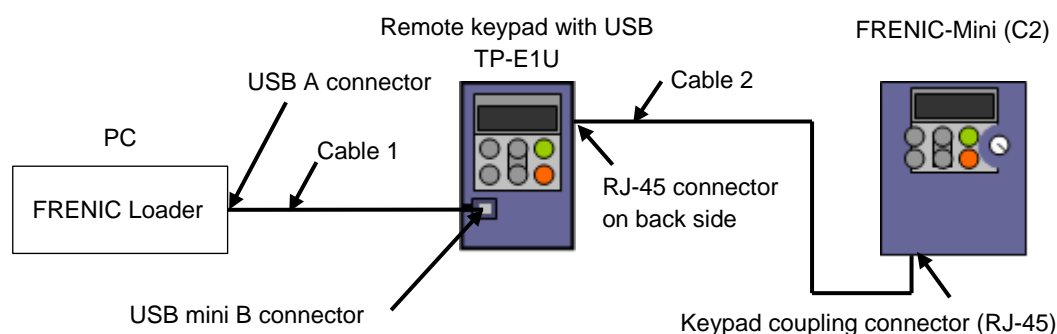 Remote keypad with USB
TP-E1U
FRENIC-Mini (C2)
USB A connector
Cable 2
PC
Cable 1
FRENIC Loader
RJ-45 connector
on back side
USB mini B connector
Keypad coupling connector (RJ-45)